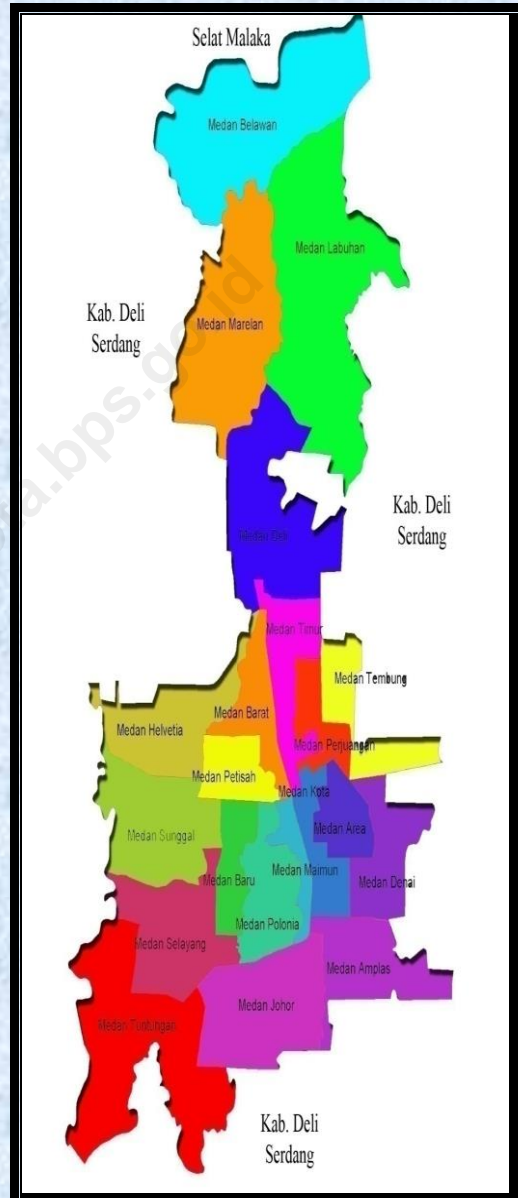 Selat Malaka
Medan Belawan
Medan Labuhan
Kab. Deli
Serdang
Medan Marelan
Kab. Deli
Serdang
Medan Deli
Medan Timur
Medan Tembung
Medan Barat
Medan Helvetia
Medan Perjuangan
Medan Petisah
Medan Kota
Medan Sunggal
Medan Area
Medan Maimun
Medan Baru
Medan Denai
Medan Polonia
Medan Selayang
Medan Amplas
Medan Johor
Medan Tuntungan
Kab. Deli
Serdang